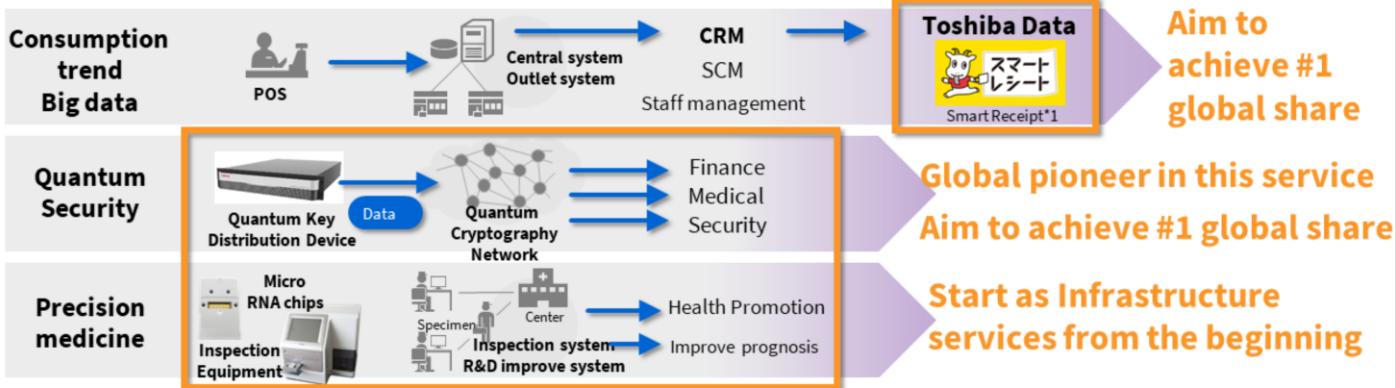 Consumption
trend
Big data
POS
Central system
Outlet system
CRM
SCM
Staff management
Toshiba Data
スマート
レシート
Smart Receipt*1
Aim to
achieve #1
global share
Quantum
Security
Quantum Key
Distribution Device
Data
Quantum
Cryptography
Network
Finance
Medical
Security
Global pioneer in this service
Aim to achieve #1 global share
Precision
medicine
Micro
RNA chips
Inspection
Equipment
Specimen
Center
Inspection system
R&D improve system
Health Promotion
Improve prognosis
Start as Infrastructure
services from the beginning